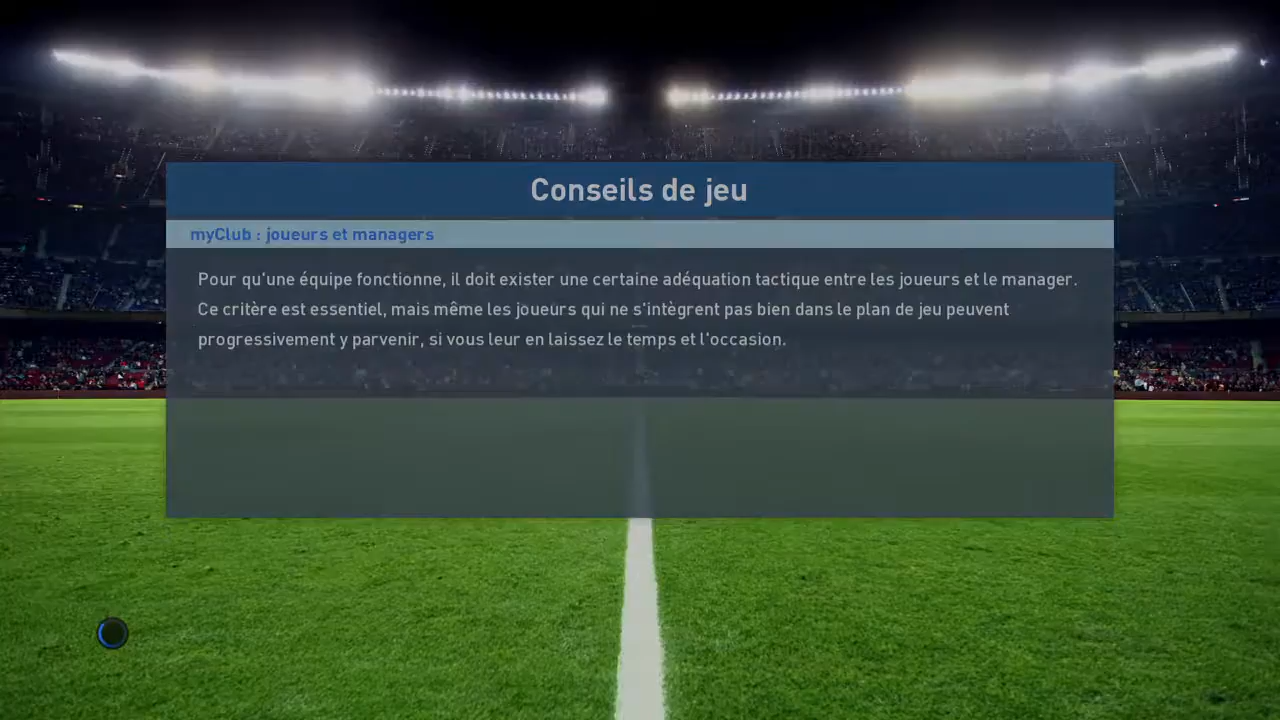 Conseils de jeu
myClub : joueurs et managers
Pour qu'une équipe fonctionne, il doit exister une certaine adéquation tactique entre les joueurs et le manager.
Ce critère est essentiel, mais même les joueurs qui ne s'intègrent pas bien dans le plan de jeu peuvent
progressivement y parvenir, si vous leur en laissez le temps et l'occasion.